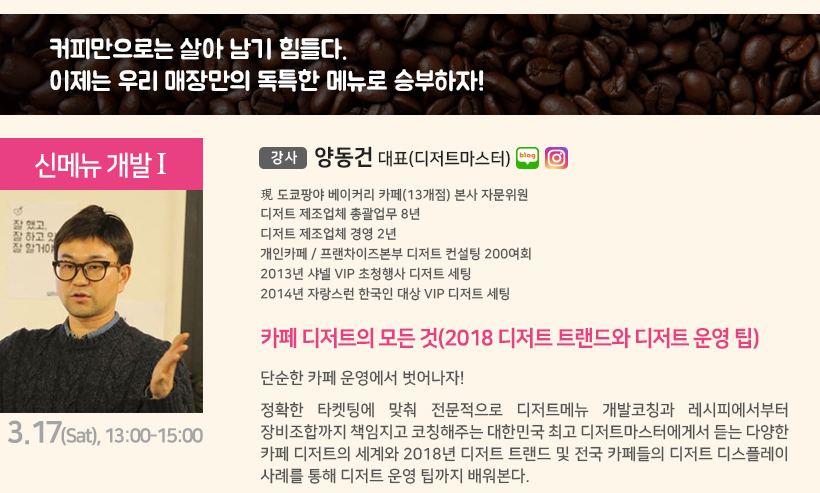 커피만으로는 살아 남기 힘들다.
이제는 우리 매장만의 독특한 메뉴로 승부하자!
신메뉴 개발 I
잘 했고,
잘 하고 있
잘 할거야
3.17(Sat), 13:00-15:00
강사 양동건 대표(디저트마스터) blog
現 도쿄팡야 베이커리 카페(13개점) 본사 자문위원
디저트 제조업체 총괄업무 8년
디저트 제조업체 경영 2년
개인카페 / 프랜차이즈본부 디저트 컨설팅 200여회
2013년 샤넬 VIP 초청행사 디저트 세팅
2014년 자랑스런 한국인 대상 VIP 디저트 세팅
카페 디저트의 모든 것(2018 디저트 트랜드와 디저트 운영 팁)
단순한 카페 운영에서 벗어나자!
정확한 타켓팅에 맞춰 전문적으로 디저트메뉴 개발코칭과 레시피에서부터
장비조합까지 책임지고 코칭해주는 대한민국 최고 디저트마스터에게서 듣는 다양한
카페 디저트의 세계와 2018년 디저트 트랜드 및 전국 카페들의 디저트 디스플레이
사례를 통해 디저트 운영 팁까지 배워본다.